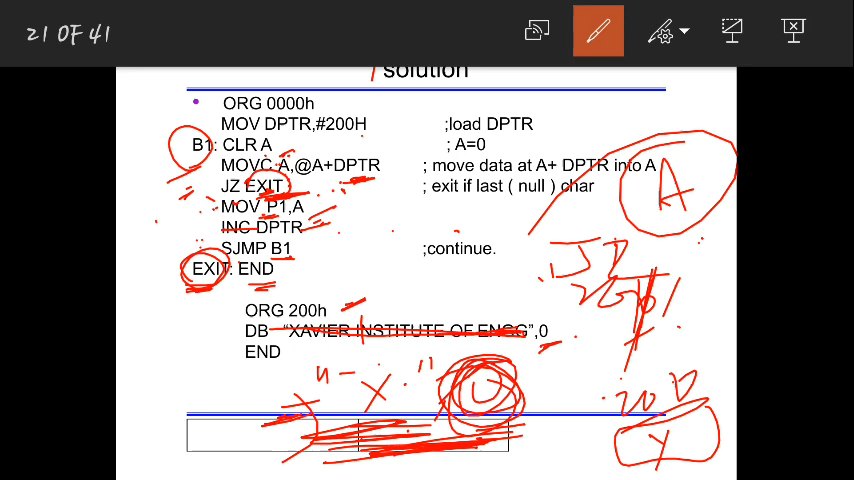 21 OF 41
solution
ORG 0000h
MOV DPTR,#200H ;load DPTR
B1: CLR A ; A=0
MOVC A,@A+DPTR ; move data at A+ DPTR into A
JZ EXIT ; exit if last ( null ) char
MOV P1,A
INC DPTR
SJMP B1 ;continue.
EXIT: END
ORG 200h
DB "XAVIER INSTITUTE OF ENGG",0
END
A
"- X."
Y